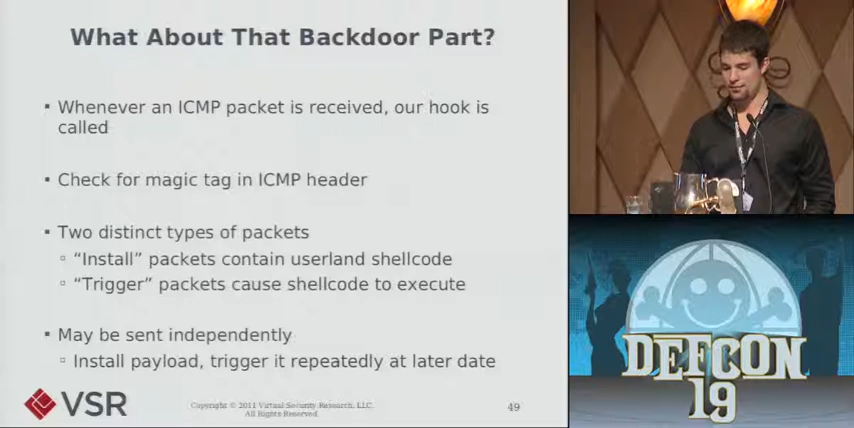 What About That Backdoor Part?
▪ Whenever an ICMP packet is received, our hook is
called
▪ Check for magic tag in ICMP header
▪ Two distinct types of packets
▫ “Install” packets contain userland shellcode
▫ “Trigger” packets cause shellcode to execute
▪ May be sent independently
▫ Install payload, trigger it repeatedly at later date
VSR
Copyright © 2011 Virtual Security Research, LLC.
All Rights Reserved.
49
DEFCON
19